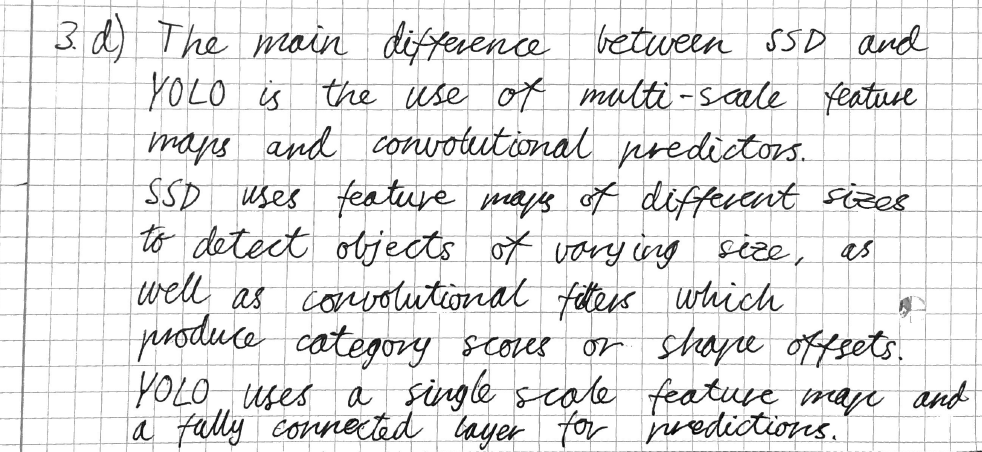 3. d) The main difference between SSD and
YOLO is the use of multi-scale feature
maps and convolutional predictors.
SSD uses feature maps of different sizes
to detect objects of varying size, as
well as convolutional filters which
produce category scores or shape offsets.
YOLO uses a single scale feature map and
a fully connected layer for predictions.